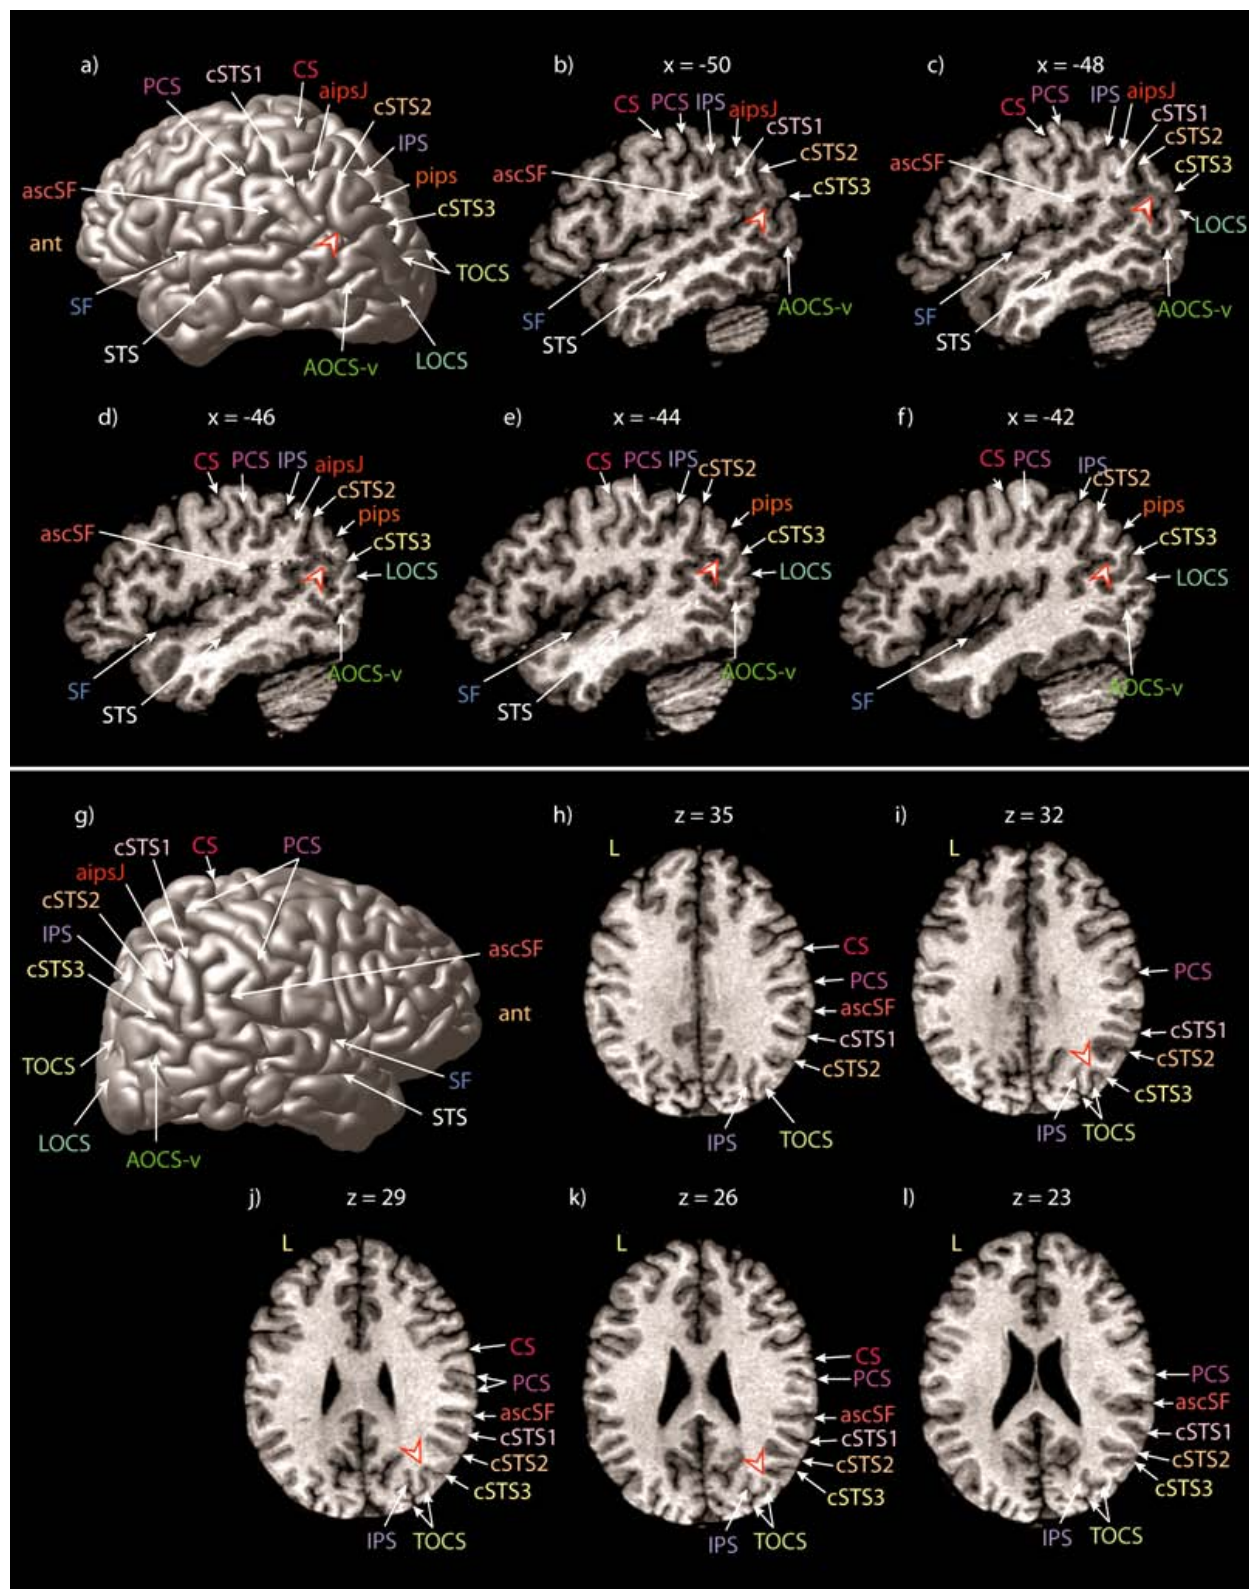 a)
cSTS1
CS
PCS
aipsJ
cSTS2
IPS
ascSF
pips
cSTS3
ant
TOCS
SF
STS
AOCS-v
LOCS
b)
x = -50
CS
PCS
IPS
aipsJ
cSTS1
cSTS2
ascSF
cSTS3
SF
STS
AOCS-v
c)
x = -48
CS
PCS
IPS
aipsJ
cSTS1
cSTS2
cSTS3
ascSF
LOCS
SF
STS
AOCS-v
d)
x = -46
CS
PCS
IPS
aipsJ
cSTS2
pips
ascSF
cSTS3
LOCS
SF
STS
AOCS-v
e)
x = -44
CS
PCS
IPS
cSTS2
pips
cSTS3
LOCS
SF
STS
AOCS-v
f)
x = -42
CS
PCS
IPS
cSTS2
pips
cSTS3
LOCS
SF
AOCS-v
g)
cSTS1
CS
PCS
aipsJ
cSTS2
IPS
cSTS3
ascSF
ant
TOCS
SF
STS
LOCS
AOCS-v
h)
z = 35
L
CS
PCS
ascSF
cSTS1
cSTS2
IPS
TOCS
i)
z = 32
L
PCS
cSTS1
cSTS2
cSTS3
IPS
TOCS
j)
z = 29
L
CS
PCS
ascSF
cSTS1
cSTS2
cSTS3
IPS
TOCS
k)
z = 26
L
CS
PCS
ascSF
cSTS1
cSTS2
cSTS3
IPS
TOCS
l)
z = 23
L
PCS
ascSF
cSTS1
cSTS2
cSTS3
IPS
TOCS